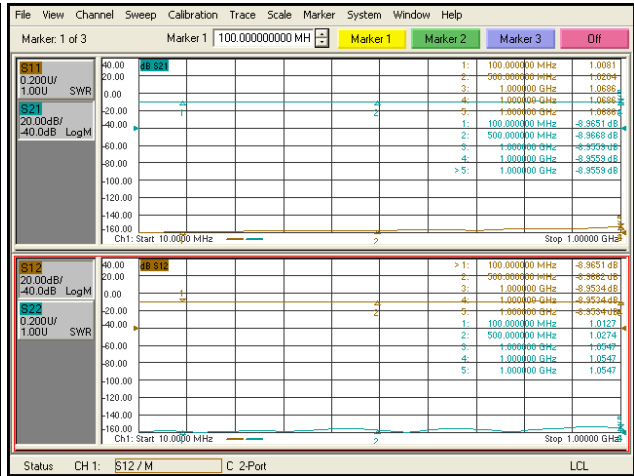 File View Channel Sweep Calibration Trace Scale Marker System Window Help
Marker: 1 of 3 Marker 1 100.000000000 MH Marker 1 Marker 2 Marker 3 Off
S11
0.200U/
1.00U SWR
S21
20.00dB/
-40.0dB LogM
40.00
20.00
0.00
-20.00
-40.00
-60.00
-80.00
-100.00
-120.00
-140.00
-160.00
dB S21
1: 100.000000 MHz 1.0081
2: 500.000000 MHz 1.0204
3: 1.000000 GHz 1.0686
4: 1.000000 GHz 1.0686
5: 1.000000 GHz 1.0686
1: 100.000000 MHz -8.9651 dB
2: 500.000000 MHz -8.9668 dB
3: 1.000000 GHz -8.9559 dB
4: 1.000000 GHz -8.9559 dB
> 5: 1.000000 GHz -8.9559 dB
1
2
2
Ch1: Start 10.0000 MHz Stop 1.00000 GHz
S12
20.00dB/
-40.0dB LogM
S22
0.200U/
1.00U SWR
40.00
20.00
0.00
-20.00
-40.00
-60.00
-80.00
-100.00
-120.00
-140.00
-160.00
dB S12
> 1: 100.000000 MHz -8.9651 dB
2: 500.000000 MHz -8.9682 dB
3: 1.000000 GHz -8.9534 dB
4: 1.000000 GHz -8.9534 dB
5: 1.000000 GHz -8.9534 dB
1: 100.000000 MHz 1.0127
2: 500.000000 MHz 1.0274
3: 1.000000 GHz 1.0547
4: 1.000000 GHz 1.0547
5: 1.000000 GHz 1.0547
1
2
2
Ch1: Start 10.0000 MHz Stop 1.00000 GHz
Status CH 1: S12 / M C 2-Port LCL